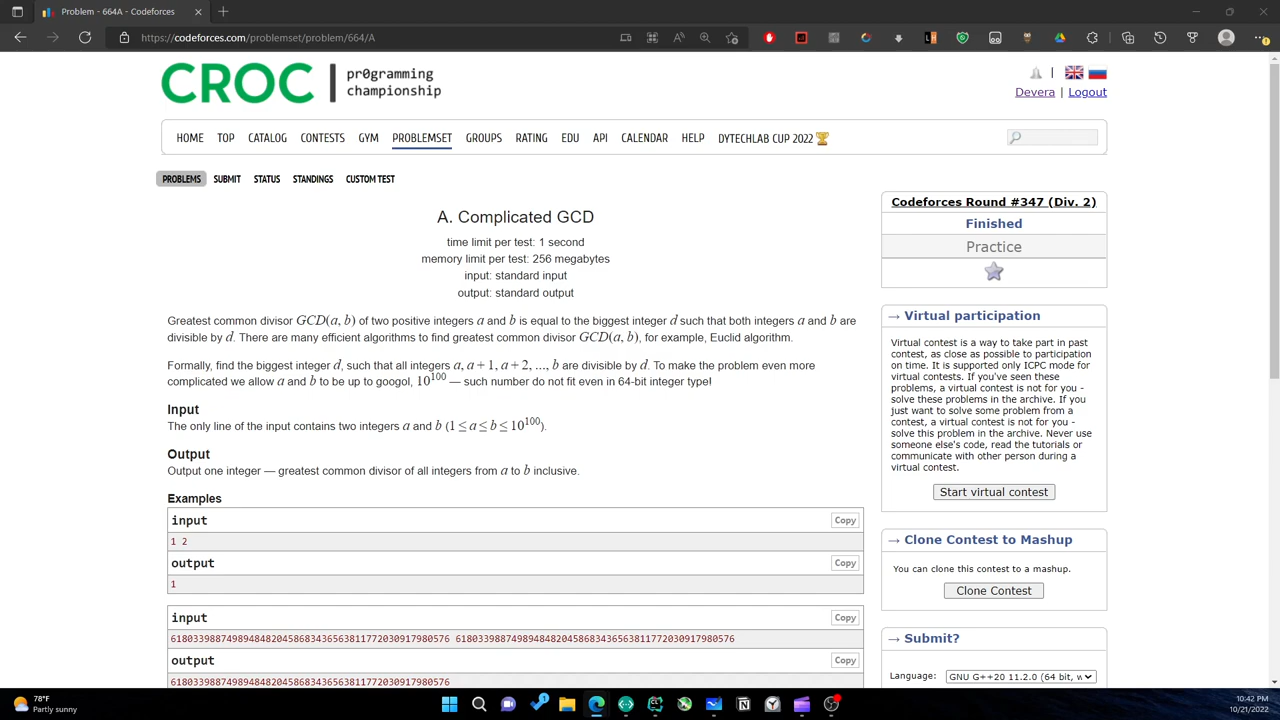 Problem - 664A - Codeforces
https://codeforces.com/problemset/problem/664/A
CROC
pr0gramming
championship
Devera | Logout
HOME TOP CATALOG CONTESTS GYM PROBLEMSET GROUPS RATING EDU API CALENDAR HELP DYTECHLAB CUP 2022
PROBLEMS SUBMIT STATUS STANDINGS CUSTOM TEST
A. Complicated GCD
time limit per test: 1 second
memory limit per test: 256 megabytes
input: standard input
output: standard output
Greatest common divisor GCD(a, b) of two positive integers a and b is equal to the biggest integer d such that both integers a and b are
divisible by d. There are many efficient algorithms to find greatest common divisor GCD(a, b), for example, Euclid algorithm.
Formally, find the biggest integer d, such that all integers a, a + 1, a + 2, ..., b are divisible by d. To make the problem even more
complicated we allow a and b to be up to googol, 10^100 — such number do not fit even in 64-bit integer type!
Input
The only line of the input contains two integers a and b (1 ≤ a ≤ b ≤ 10^100).
Output
Output one integer — greatest common divisor of all integers from a to b inclusive.
Examples
input
Copy
1 2
output
Copy
1
input
Copy
61803398874989484820458683436563811772030917980576 61803398874989484820458683436563811772030917980576
output
Copy
61803398874989484820458683436563811772030917980576
Codeforces Round #347 (Div. 2)
Finished
Practice
→ Virtual participation
Virtual contest is a way to take part in past
contest, as close as possible to participation
on time. It is supported only ICPC mode for
virtual contests. If you've seen these
problems, a virtual contest is not for you -
solve these problems in the archive. If you
just want to solve some problem from a
contest, a virtual contest is not for you -
solve this problem in the archive. Never use
someone else's code, read the tutorials or
communicate with other person during a
virtual contest.
Start virtual contest
→ Clone Contest to Mashup
You can clone this contest to a mashup.
Clone Contest
→ Submit?
Language: GNU G++20 11.2.0 (64 bit, w
78°F
Partly sunny
10:42 PM
10/21/2022